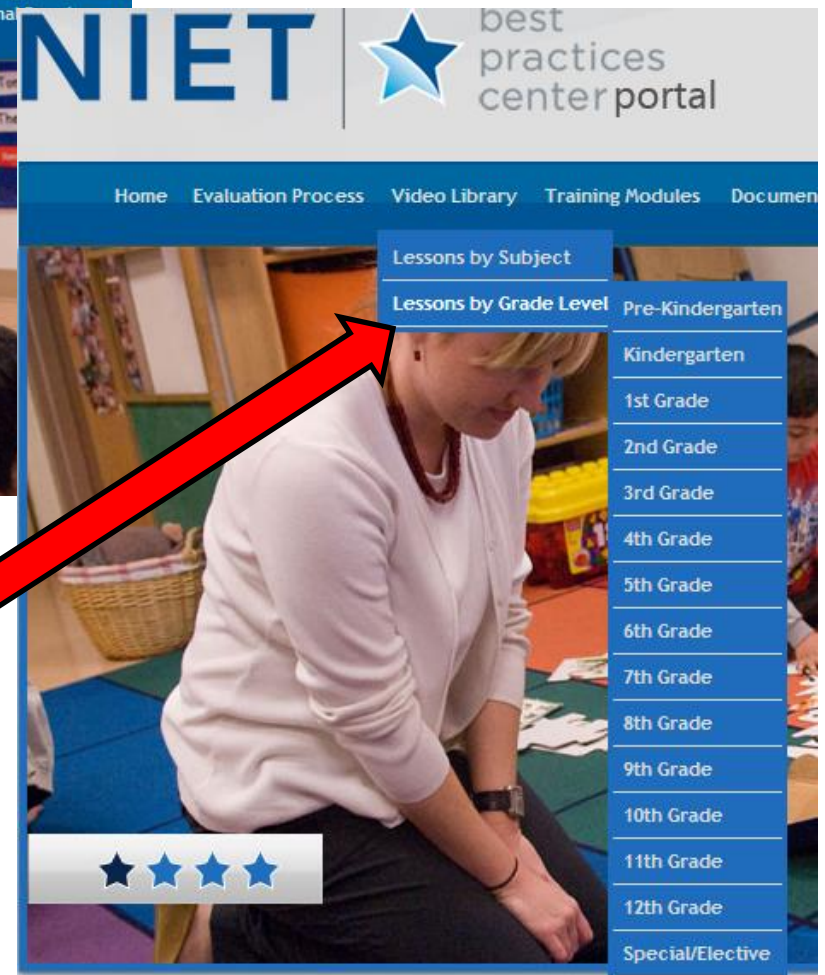 NIET
best
practices
center portal
Home Evaluation Process Video Library Training Modules Documen
Lessons by Subject
Lessons by Grade Level
Pre-Kindergarten
Kindergarten
1st Grade
2nd Grade
3rd Grade
4th Grade
5th Grade
6th Grade
7th Grade
8th Grade
9th Grade
10th Grade
11th Grade
12th Grade
Special/Elective